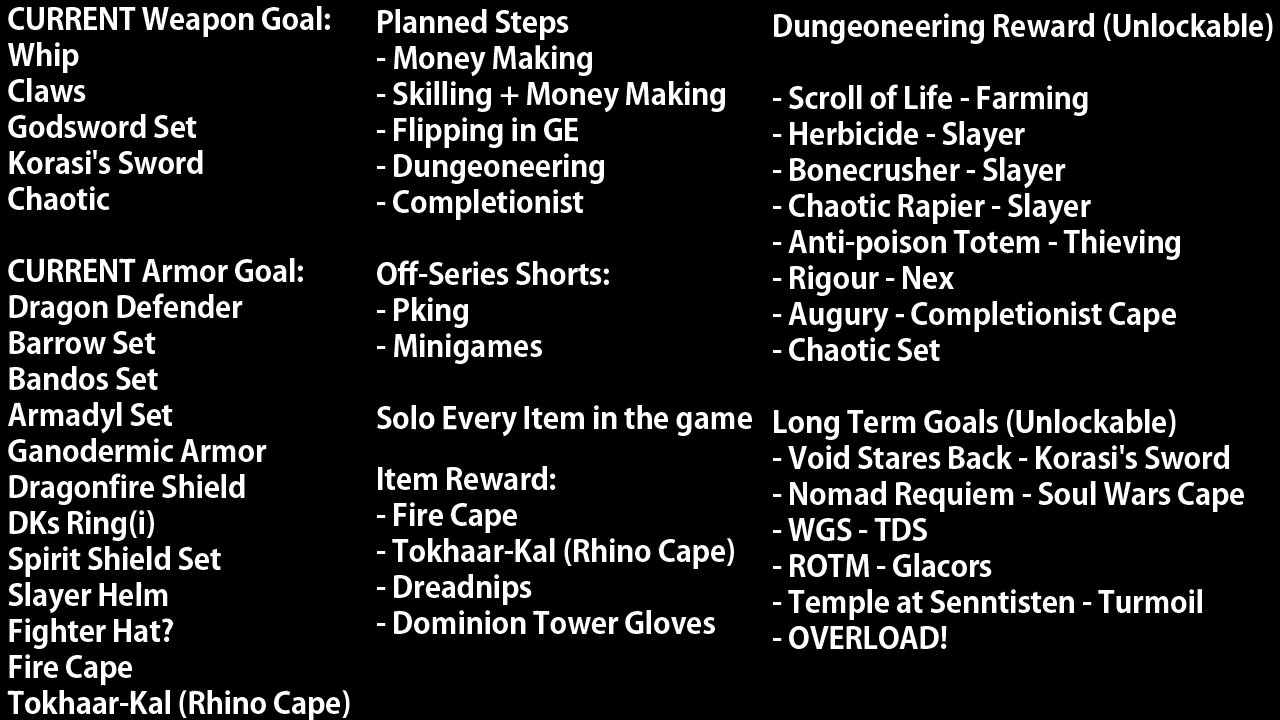 CURRENT Weapon Goal:
Whip
Claws
Godsword Set
Korasi's Sword
Chaotic
CURRENT Armor Goal:
Dragon Defender
Barrow Set
Bandos Set
Armadyl Set
Ganodermic Armor
Dragonfire Shield
DKs Ring(i)
Spirit Shield Set
Slayer Helm
Fighter Hat?
Fire Cape
Tokhaar-Kal (Rhino Cape)
Planned Steps
- Money Making
- Skilling + Money Making
- Flipping in GE
- Dungeoneering
- Completionist
Off-Series Shorts:
- Pking
- Minigames
Solo Every Item in the game
Item Reward:
- Fire Cape
- Tokhaar-Kal (Rhino Cape)
- Dreadnips
- Dominion Tower Gloves
Dungeoneering Reward (Unlockable)
- Scroll of Life - Farming
- Herbicide - Slayer
- Bonecrusher - Slayer
- Chaotic Rapier - Slayer
- Anti-poison Totem - Thieving
- Rigour - Nex
- Augury - Completionist Cape
- Chaotic Set
Long Term Goals (Unlockable)
- Void Stares Back - Korasi's Sword
- Nomad Requiem - Soul Wars Cape
- WGS - TDS
- ROTM - Glacors
- Temple at Senntisten - Turmoil
- OVERLOAD!